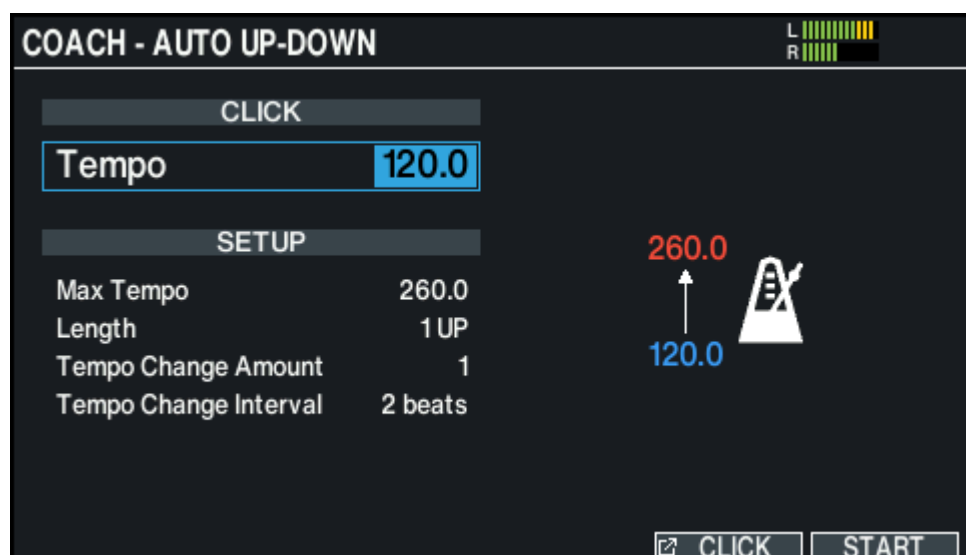 COACH - AUTO UP-DOWN
L
R
CLICK
Tempo 120.0
SETUP
Max Tempo 260.0
Length 1 UP
Tempo Change Amount 1
Tempo Change Interval 2 beats
260.0
120.0
CLICK START